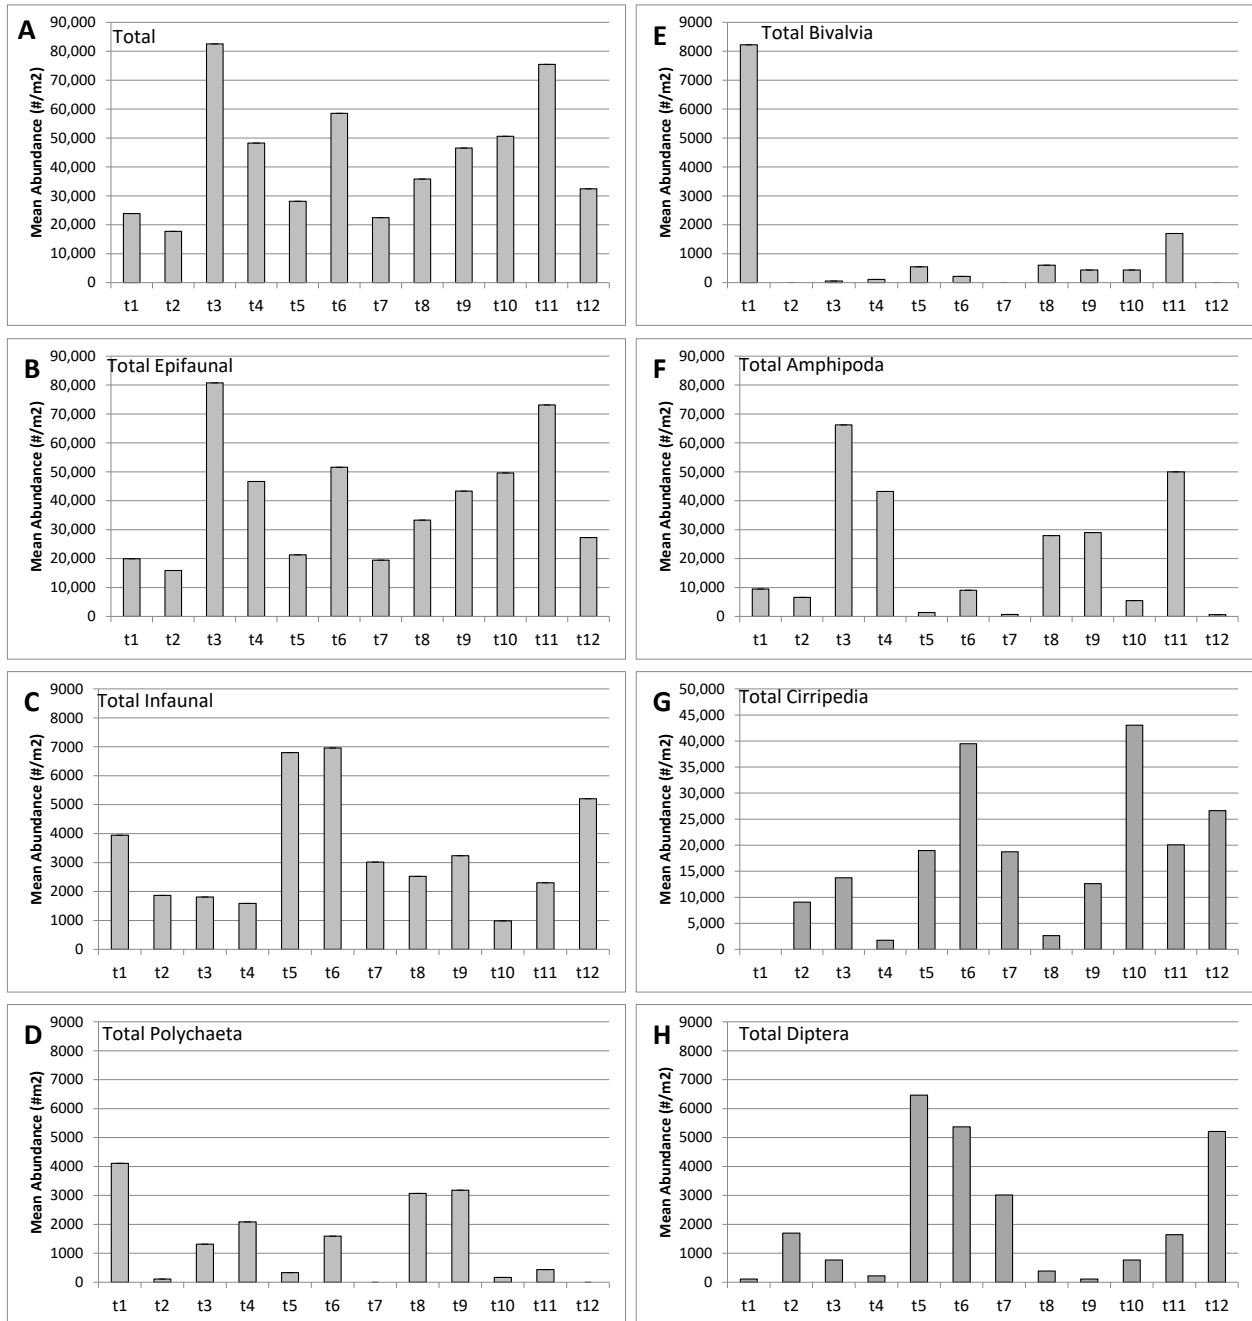 A
Total
Mean Abundance (#/m2)
90,000
80,000
70,000
60,000
50,000
40,000
30,000
20,000
10,000
0
t1 t2 t3 t4 t5 t6 t7 t8 t9 t10 t11 t12
B
Total Epifaunal
Mean Abundance (#/m2)
90,000
80,000
70,000
60,000
50,000
40,000
30,000
20,000
10,000
0
t1 t2 t3 t4 t5 t6 t7 t8 t9 t10 t11 t12
C
Total Infaunal
Mean Abundance (#/m2)
9000
8000
7000
6000
5000
4000
3000
2000
1000
0
t1 t2 t3 t4 t5 t6 t7 t8 t9 t10 t11 t12
D
Total Polychaeta
Mean Abundance (#m2)
9000
8000
7000
6000
5000
4000
3000
2000
1000
0
t1 t2 t3 t4 t5 t6 t7 t8 t9 t10 t11 t12
E
Total Bivalvia
Mean Abundance (#/m2)
9000
8000
7000
6000
5000
4000
3000
2000
1000
0
t1 t2 t3 t4 t5 t6 t7 t8 t9 t10 t11 t12
F
Total Amphipoda
Mean Abundance (#/m2)
90,000
80,000
70,000
60,000
50,000
40,000
30,000
20,000
10,000
0
t1 t2 t3 t4 t5 t6 t7 t8 t9 t10 t11 t12
G
Total Cirripedia
Mean Abundance (#/m2)
50,000
45,000
40,000
35,000
30,000
25,000
20,000
15,000
10,000
5,000
0
t1 t2 t3 t4 t5 t6 t7 t8 t9 t10 t11 t12
H
Total Diptera
Mean Abundance (#/m2)
9000
8000
7000
6000
5000
4000
3000
2000
1000
0
t1 t2 t3 t4 t5 t6 t7 t8 t9 t10 t11 t12